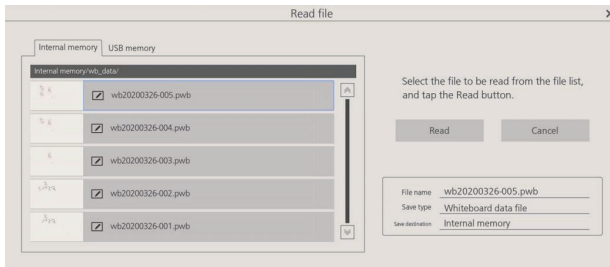 Read file
Internal memory
USB memory
Internal memory/wb_data/
wb20200326-005.pwb
wb20200326-004.pwb
wb20200326-003.pwb
wb20200326-002.pwb
wb20200326-001.pwb
Select the file to be read from the file list,
and tap the Read button.
Read
Cancel
File name wb20200326-005.pwb
Save type Whiteboard data file
Save destination Internal memory